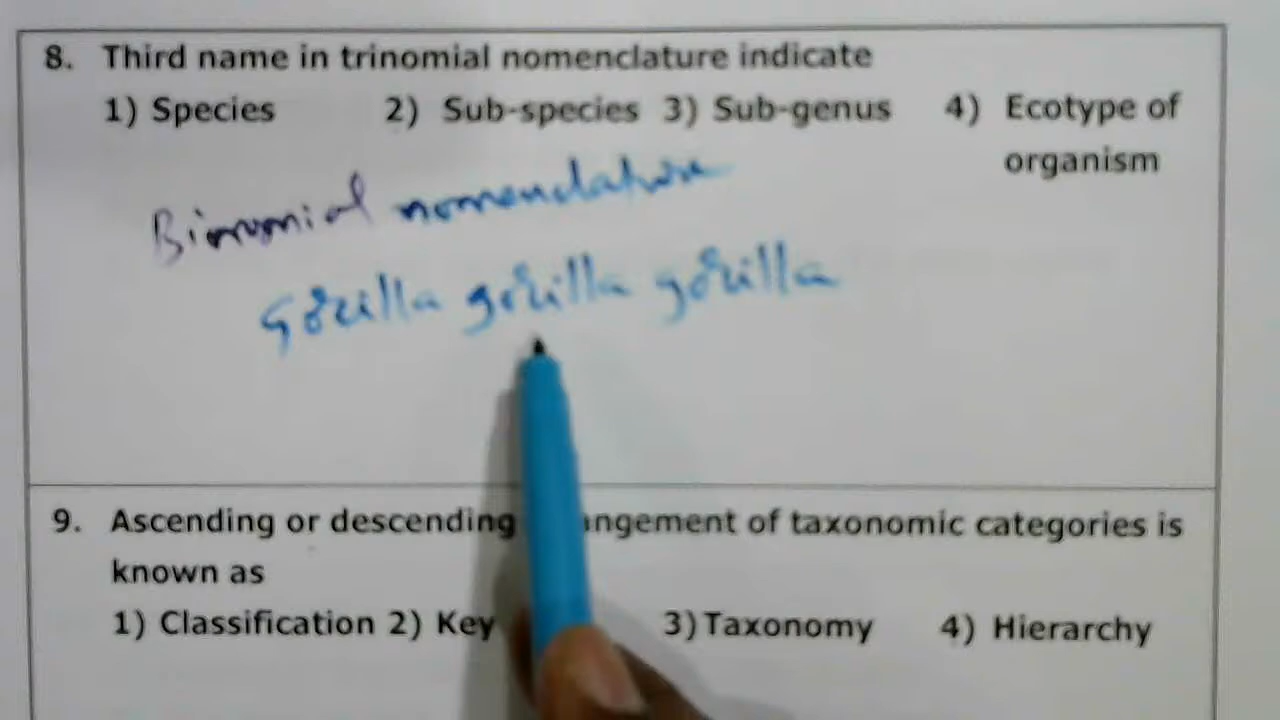 8. Third name in trinomial nomenclature indicate
1) Species 2) Sub-species 3) Sub-genus 4) Ecotype of
organism
Binomial nomenclature
Gorilla gorilla gorilla
9. Ascending or descending angement of taxonomic categories is
known as
1) Classification 2) Key 3) Taxonomy 4) Hierarchy